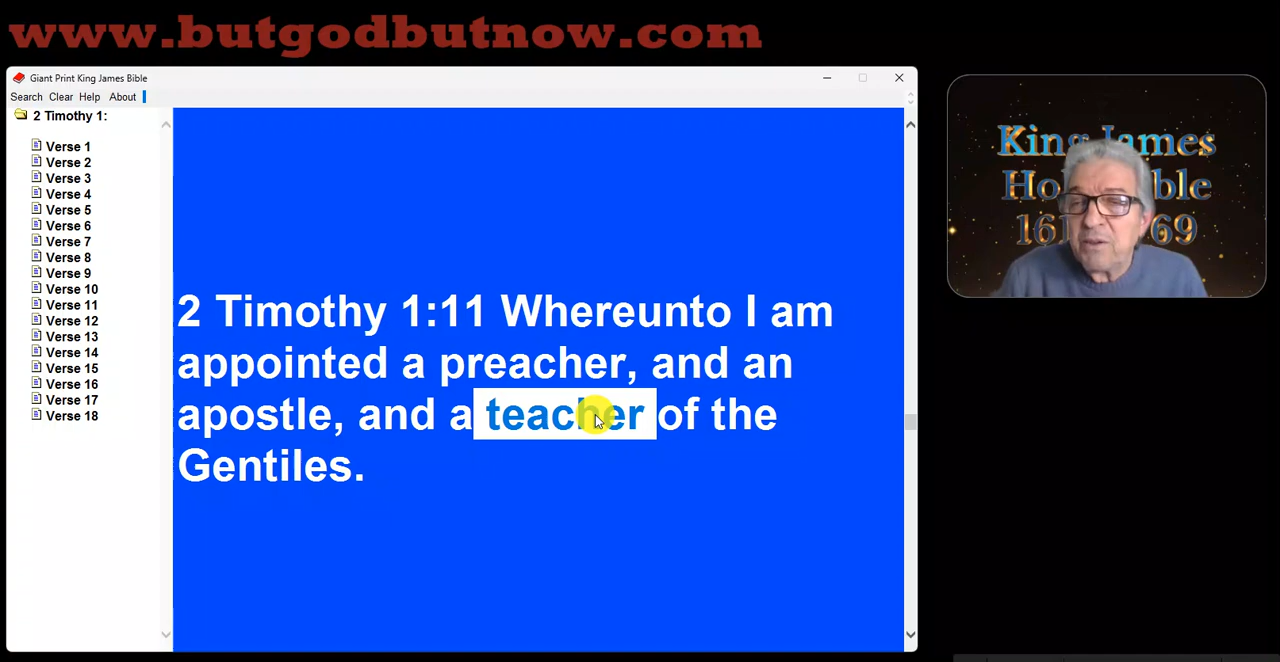 www.butgodbutnow.com
Giant Print King James Bible
Search Clear Help About
2 Timothy 1:
Verse 1
Verse 2
Verse 3
Verse 4
Verse 5
Verse 6
Verse 7
Verse 8
Verse 9
Verse 10
Verse 11
Verse 12
Verse 13
Verse 14
Verse 15
Verse 16
Verse 17
Verse 18
2 Timothy 1:11 Whereunto I am
appointed a preacher, and an
apostle, and a teacher of the
Gentiles.
King James